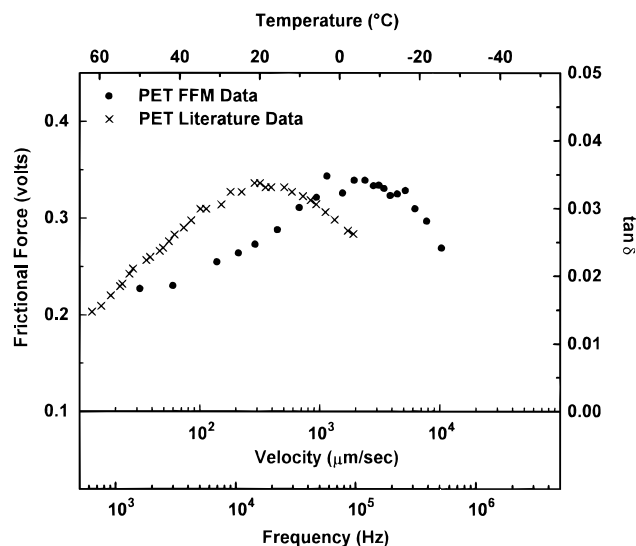 Temperature (°C)
60 40 20 0 -20 -40
PET FFM Data
PET Literature Data
0.4
0.3
0.2
0.1
Frictional Force (volts)
0.05
0.04
0.03
0.02
0.01
0.00
tan δ
10² 10³ 10⁴
Velocity (μm/sec)
10³ 10⁴ 10⁵ 10⁶
Frequency (Hz)